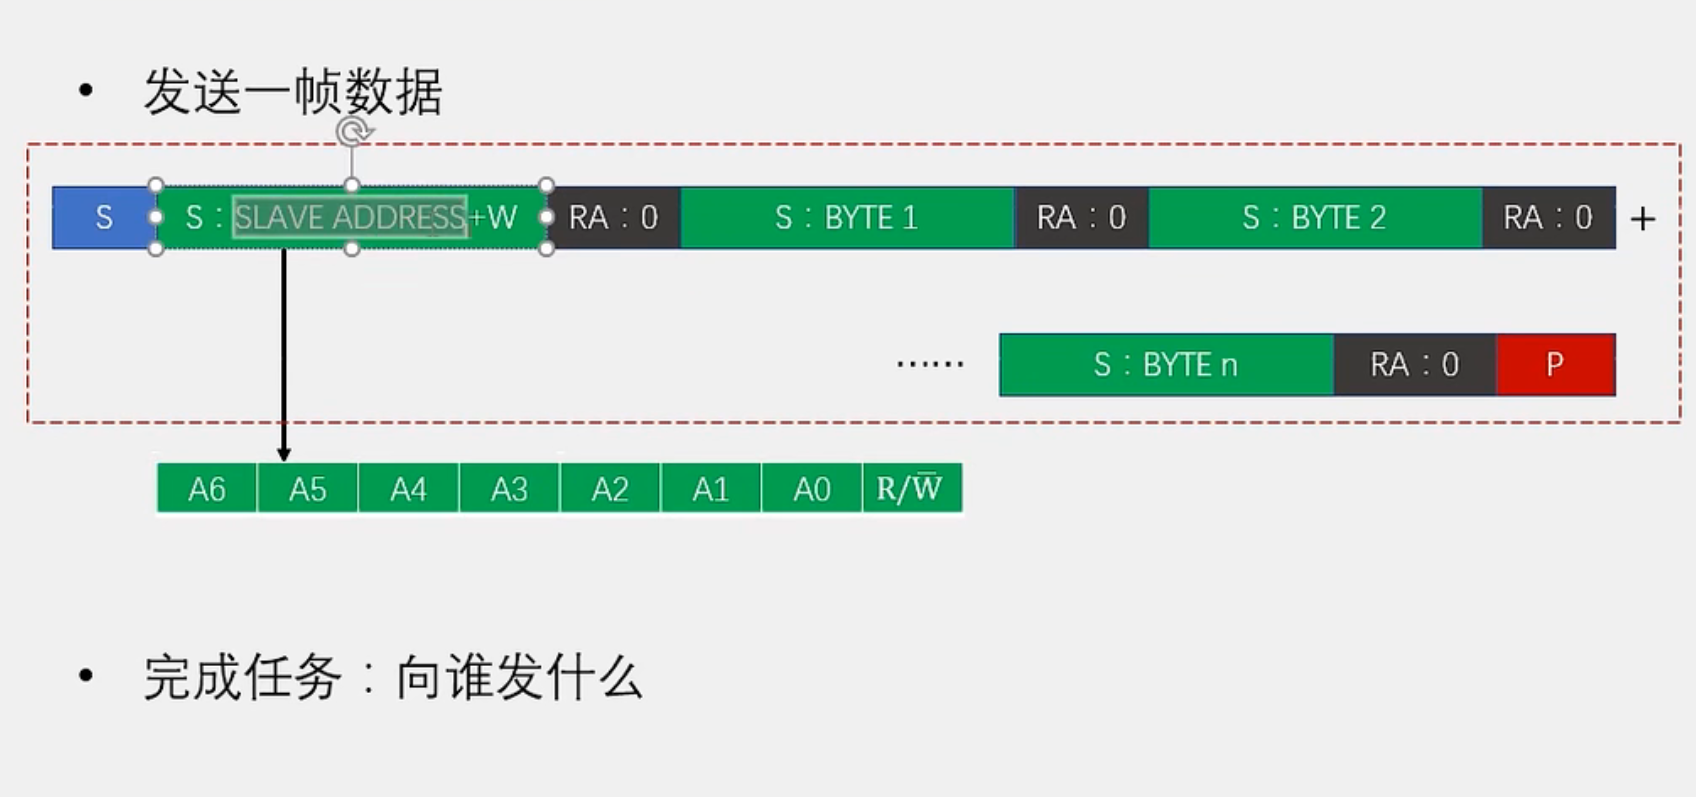 • 发送一帧数据
S S：SLAVE ADDRESS+W RA：0 S：BYTE 1 RA：0 S：BYTE 2 RA：0 +
…… S：BYTE n RA：0 P
A6 A5 A4 A3 A2 A1 A0 R/W̅
• 完成任务：向谁发什么